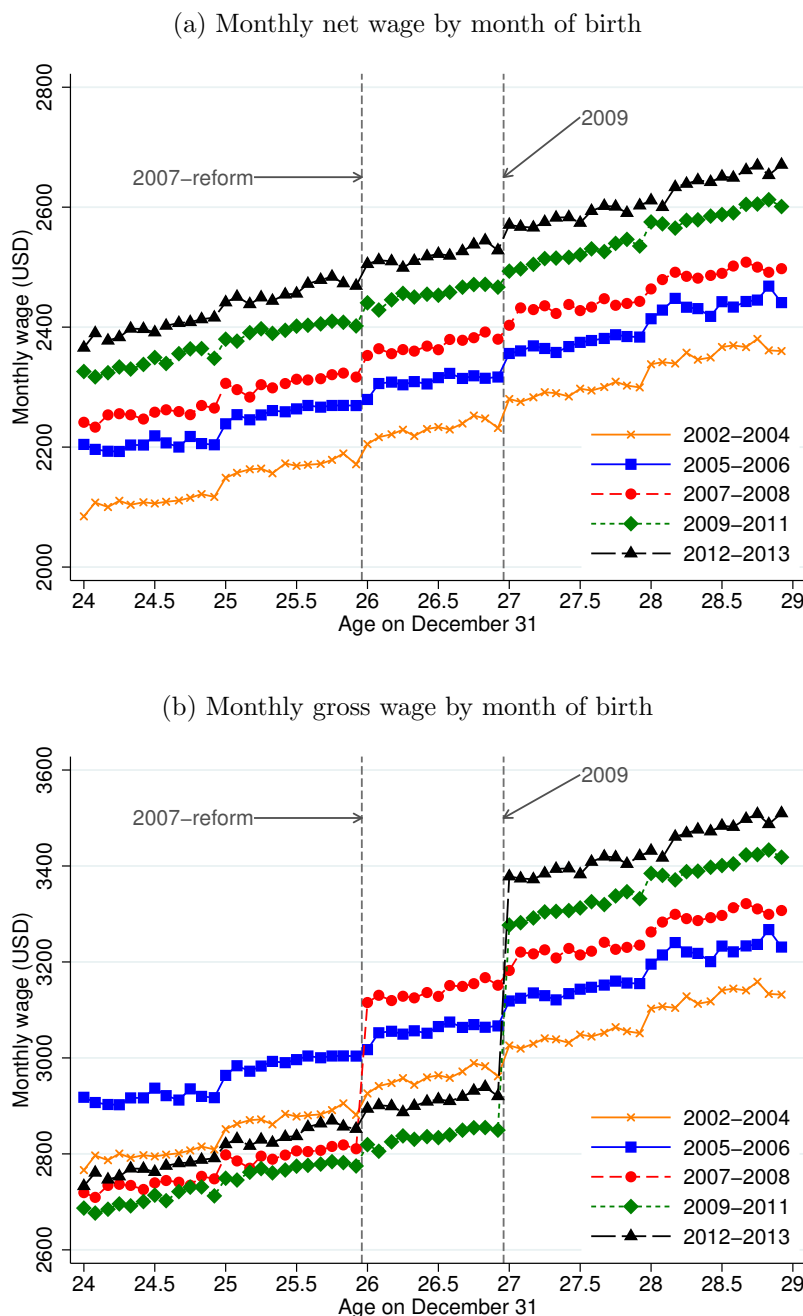 (a) Monthly net wage by month of birth
2800
2600
2400
2200
2000
Monthly wage (USD)
2007−reform
2009
2002−2004
2005−2006
2007−2008
2009−2011
2012−2013
24 24.5 25 25.5 26 26.5 27 27.5 28 28.5 29
Age on December 31
(b) Monthly gross wage by month of birth
3600
3400
3200
3000
2800
2600
Monthly wage (USD)
2007−reform
2009
2002−2004
2005−2006
2007−2008
2009−2011
2012−2013
24 24.5 25 25.5 26 26.5 27 27.5 28 28.5 29
Age on December 31